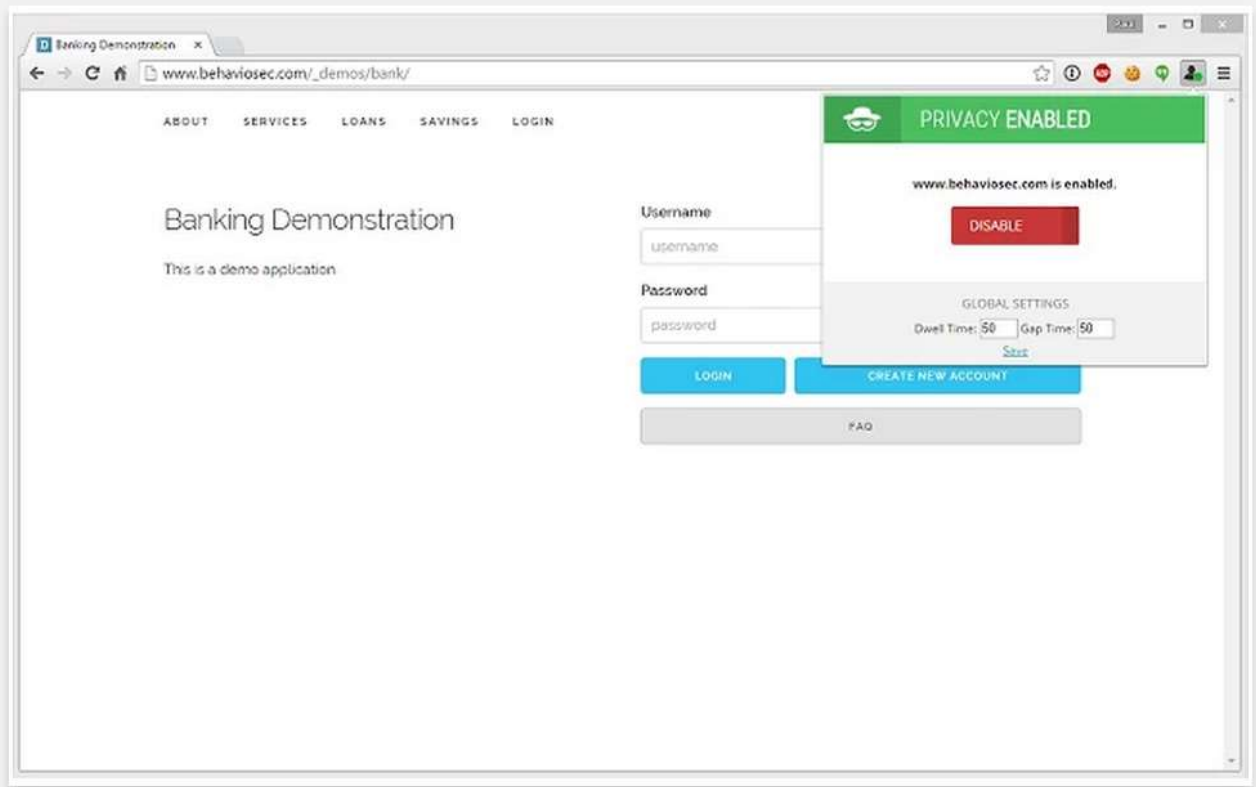 Banking Demonstration
www.behaviosec.com/_demos/bank/
ABOUT SERVICES LOANS SAVINGS LOGIN
PRIVACY ENABLED
www.behaviosec.com is enabled.
DISABLE
GLOBAL SETTINGS
Dwell Time: 50 Gap Time: 50
Save
Banking Demonstration
This is a demo application
Username
username
Password
password
LOGIN CREATE NEW ACCOUNT
FAQ